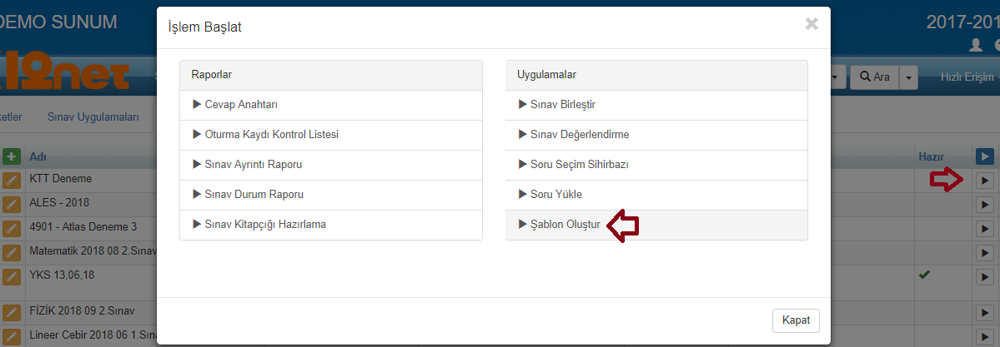 DEMO SUNUM
2017-201
İşlem Başlat
k12net
Ara
Hızlı Erişim
Raporlar
Cevap Anahtarı
Oturma Kaydı Kontrol Listesi
Sınav Ayrıntı Raporu
Sınav Durum Raporu
Sınav Kitapçığı Hazırlama
Uygulamalar
Sınav Birleştir
Sınav Değerlendirme
Soru Seçim Sihirbazı
Soru Yükle
Şablon Oluştur
Kapat
ketler
Sınav Uygulamaları
Adı
Hazır
KTT Deneme
ALES - 2018
4901 - Atlas Deneme 3
Matematik 2018 08 2.Sınav
YKS 13,06,18
FİZİK 2018 09 2.Sınav
Lineer Cebir 2018 06 1.Sına